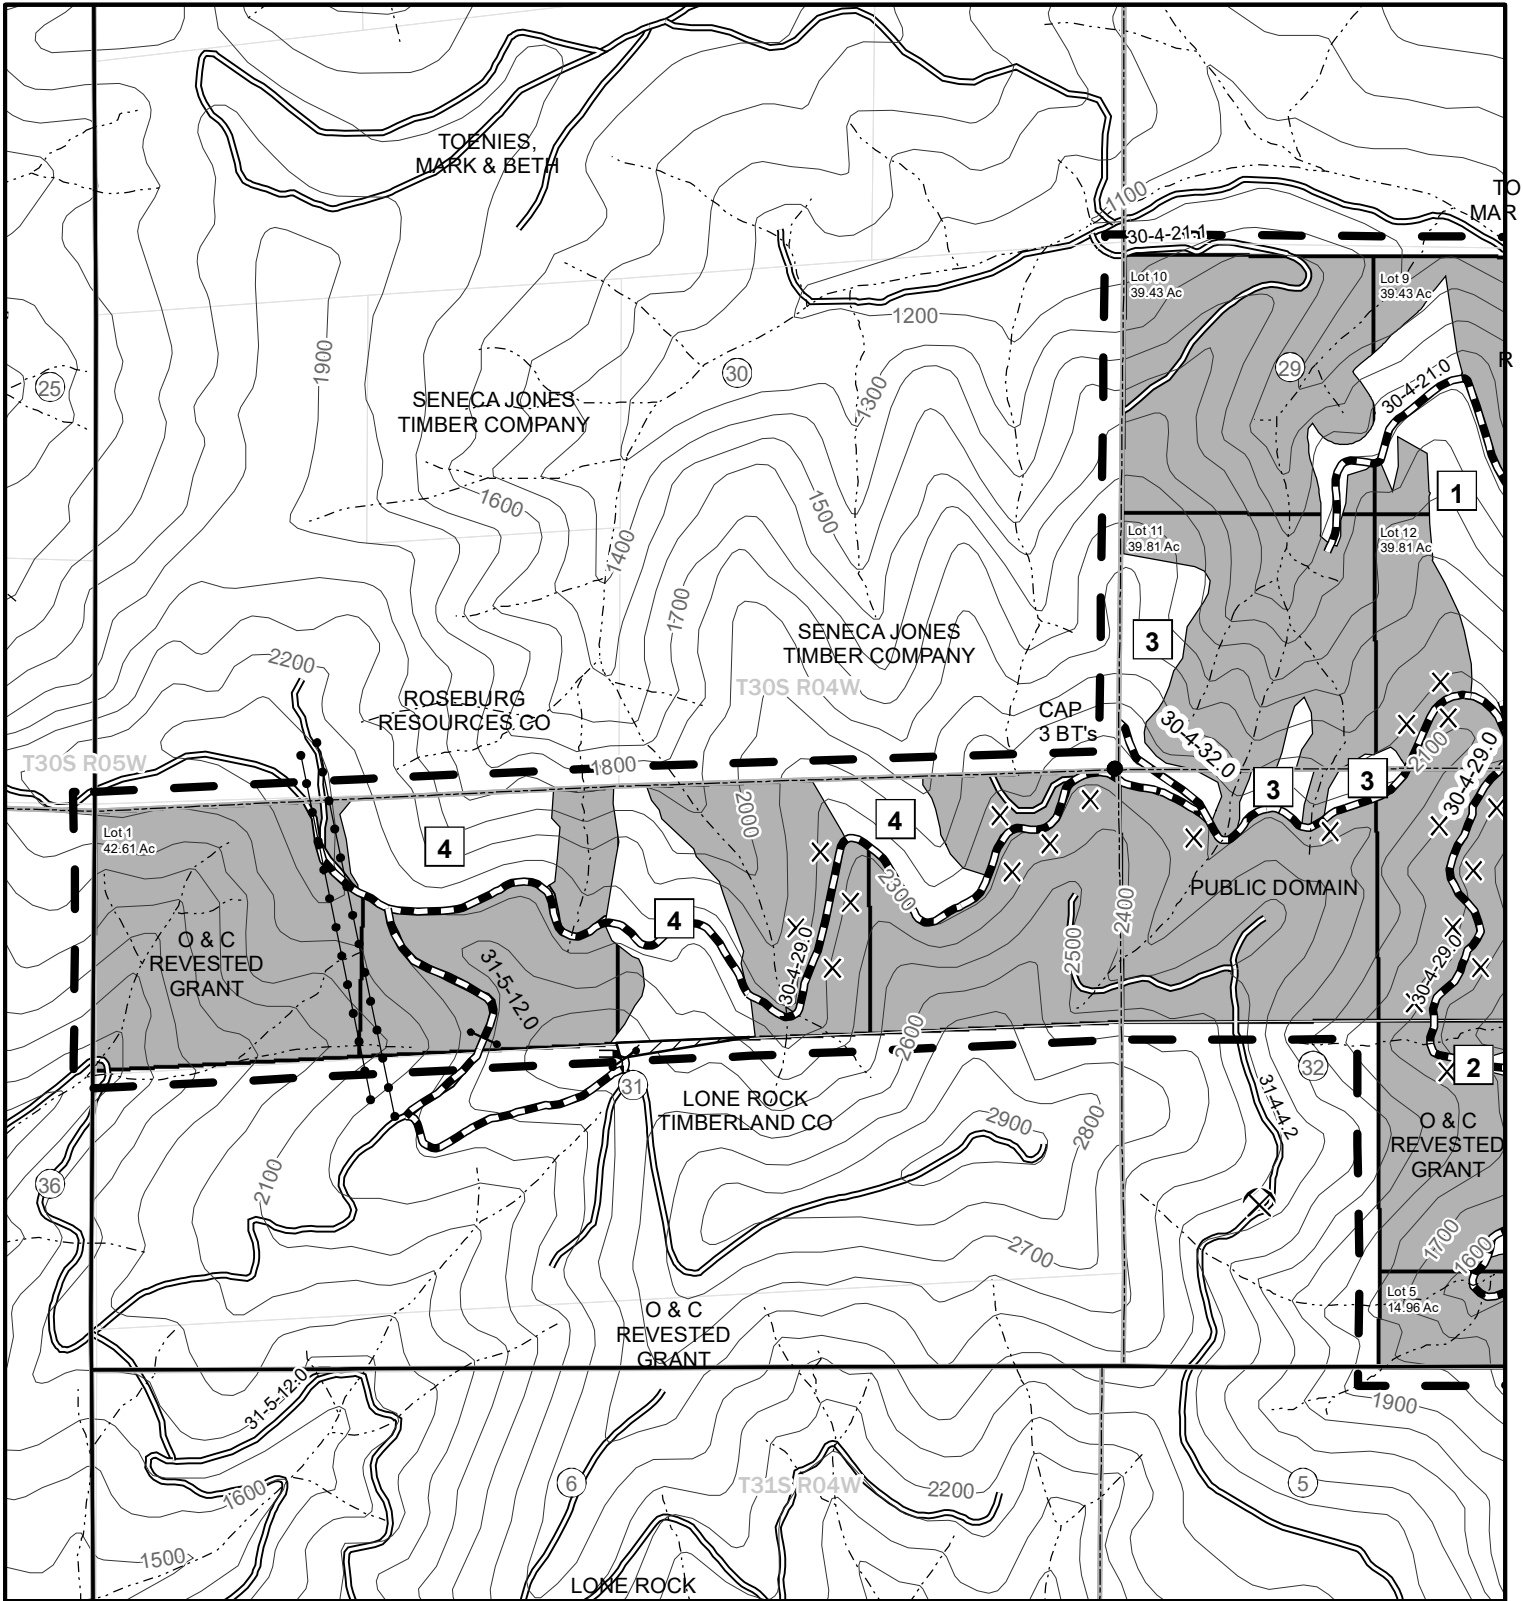 TOENIES,
MARK & BETH
1100
TO
MAR
30-4-21.1
Lot 10
39.43 Ac
Lot 9
39.43 Ac
1200
1900
R
25
30
29
30-4-21.0
SENECA JONES
TIMBER COMPANY
1300
1600
1500
1
1400
Lot 11
39.81 Ac
Lot 12
39.81 Ac
1700
SENECA JONES
TIMBER COMPANY
3
2200
T30S R04W
ROSEBURG
RESOURCES CO
CAP
3 BT's
30-4-32.0
2100
30-4-29.0
T30S R05W
1800
3
3
2000
4
4
Lot 1
42.61 Ac
2300
PUBLIC DOMAIN
2400
4
O & C
REVESTED
GRANT
2500
31-5-12.0
30-4-29.0
30-4-29.0
2600
2
32
31
LONE ROCK
TIMBERLAND CO
2900
2800
31-4-4.2
O & C
REVESTED
GRANT
36
2100
2700
1700
1600
Lot 5
14.96 Ac
O & C
REVESTED
GRANT
31-5-12.0
1900
6
T31S R04W
2200
5
1600
1500
LONE ROCK